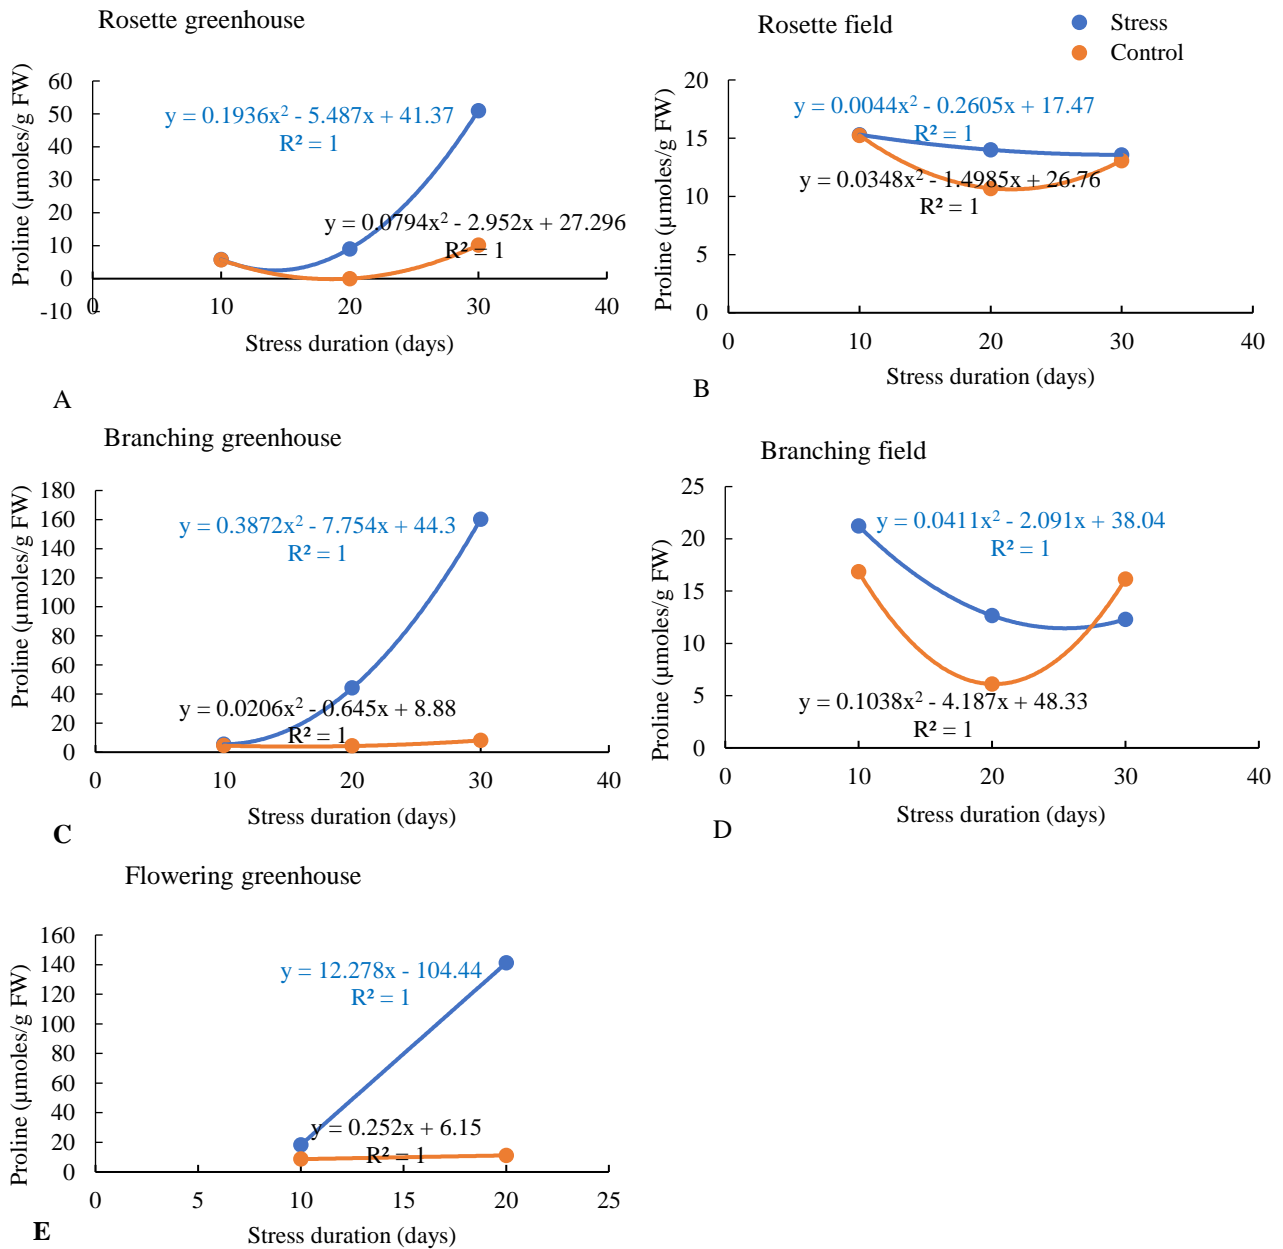 Rosette greenhouse
Proline (µmoles/g FW)
60
50
40
30
20
10
0
-10
y = 0.1936x² - 5.487x + 41.37
R² = 1
y = 0.0794x² - 2.952x + 27.296
R² = 1
0 10 20 30 40
Stress duration (days)
A
Rosette field
Stress
Control
Proline (µmoles/g FW)
20
15
10
5
0
y = 0.0044x² - 0.2605x + 17.47
R² = 1
y = 0.0348x² - 1.4985x + 26.76
R² = 1
0 10 20 30 40
Stress duration (days)
B
Branching greenhouse
Proline (µmoles/g FW)
180
160
140
120
100
80
60
40
20
0
y = 0.3872x² - 7.754x + 44.3
R² = 1
y = 0.0206x² - 0.645x + 8.88
R² = 1
0 10 20 30 40
Stress duration (days)
C
Branching field
Proline (µmoles/g FW)
25
20
15
10
5
0
y = 0.0411x² - 2.091x + 38.04
R² = 1
y = 0.1038x² - 4.187x + 48.33
R² = 1
0 10 20 30 40
Stress duration (days)
D
Flowering greenhouse
Proline (µmoles/g FW)
160
140
120
100
80
60
40
20
0
y = 12.278x - 104.44
R² = 1
y = 0.252x + 6.15
R² = 1
0 5 10 15 20 25
Stress duration (days)
E